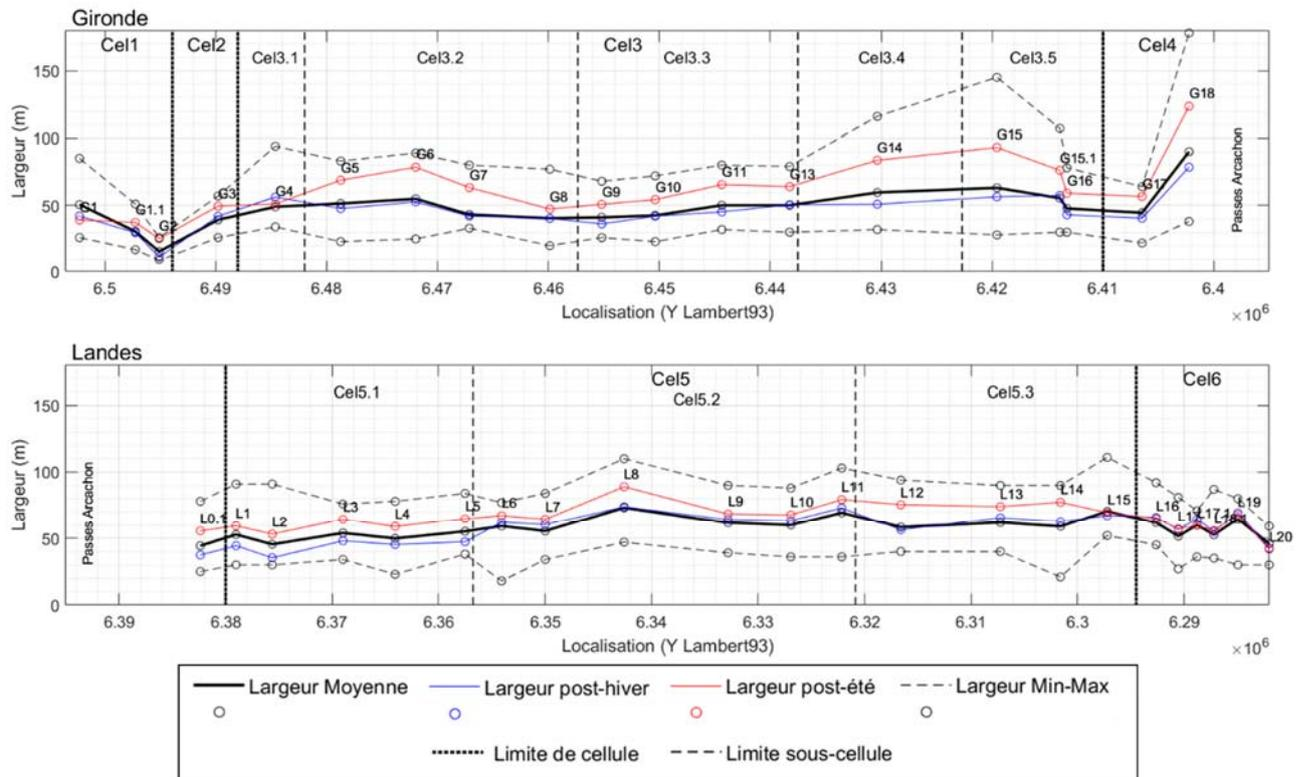 Gironde
Cel1 Cel2 Cel3 Cel4
Cel3.1 Cel3.2 Cel3.3 Cel3.4 Cel3.5
150
100
50
0
Largeur (m)
G1 G1.1 G2 G3 G4 G5 G6 G7 G8 G9 G10 G11 G13 G14 G15 G15.1 G16 G17 G18
Passes Arcachon
6.5 6.49 6.48 6.47 6.46 6.45 6.44 6.43 6.42 6.41 6.4
Localisation (Y Lambert93)
×10⁶
Landes
Cel5 Cel6
Cel5.1 Cel5.2 Cel5.3
150
100
50
0
Largeur (m)
Passes Arcachon
L0.1 L1 L2 L3 L4 L5 L6 L7 L8 L9 L10 L11 L12 L13 L14 L15 L16 L19 L20
6.39 6.38 6.37 6.36 6.35 6.34 6.33 6.32 6.31 6.3 6.29
Localisation (Y Lambert93)
×10⁶
Largeur Moyenne Largeur post-hiver Largeur post-été Largeur Min-Max
Limite de cellule Limite sous-cellule